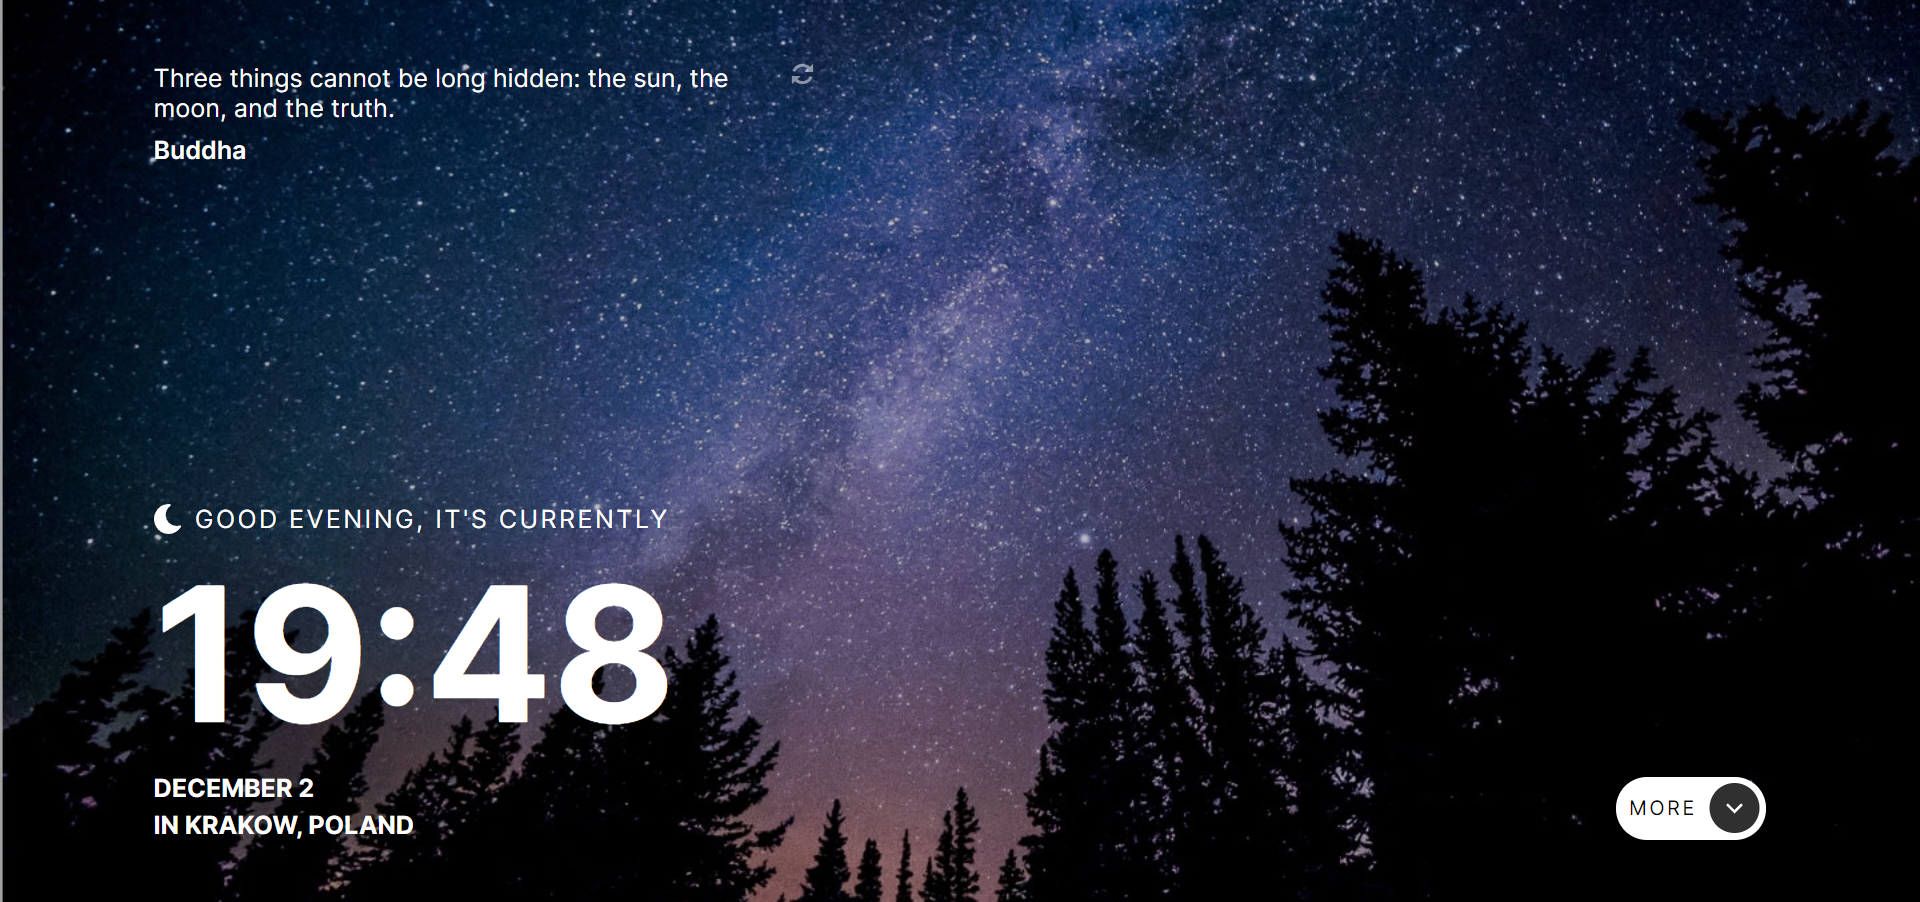 Three things cannot be long hidden: the sun, the
moon, and the truth.
Buddha
GOOD EVENING, IT'S CURRENTLY
19:48
DECEMBER 2
IN KRAKOW, POLAND
MORE